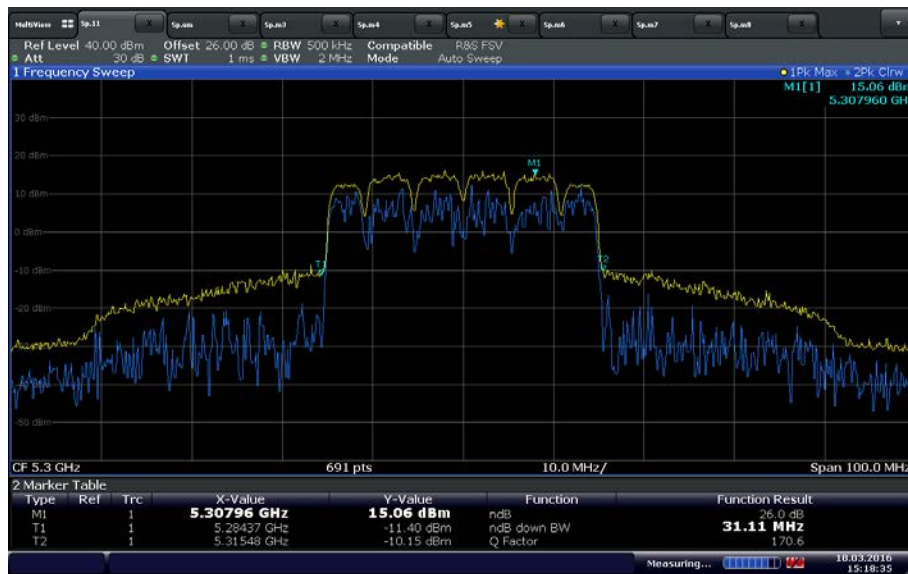 MultiView Sp.11 X Sp.um X Sp.m3 X Sp.m4 X Sp.m5 X Sp.m6 X Sp.m7 X Sp.m8 X
Ref Level 40.00 dBm Offset 26.00 dB RBW 500 kHz Compatible R&S FSV
Att 30 dB SWT 1 ms VBW 2 MHz Mode Auto Sweep
1 Frequency Sweep 1Pk Max 2Pk Clrw
M1[1] 15.06 dBm
5.307960 GH
30 dBm
20 dBm
M1
10 dBm
0 dBm
T1 T2
-10 dBm
-20 dBm
-30 dBm
-40 dBm
-50 dBm
CF 5.3 GHz 691 pts 10.0 MHz/ Span 100.0 MHz
2 Marker Table
Type Ref Trc X-Value Y-Value Function Function Result
M1 1 5.30796 GHz 15.06 dBm ndB 26.0 dB
T1 1 5.28437 GHz -11.40 dBm ndB down BW 31.11 MHz
T2 1 5.31548 GHz -10.15 dBm Q Factor 170.6
Measuring... 18.03.2016
15:18:35